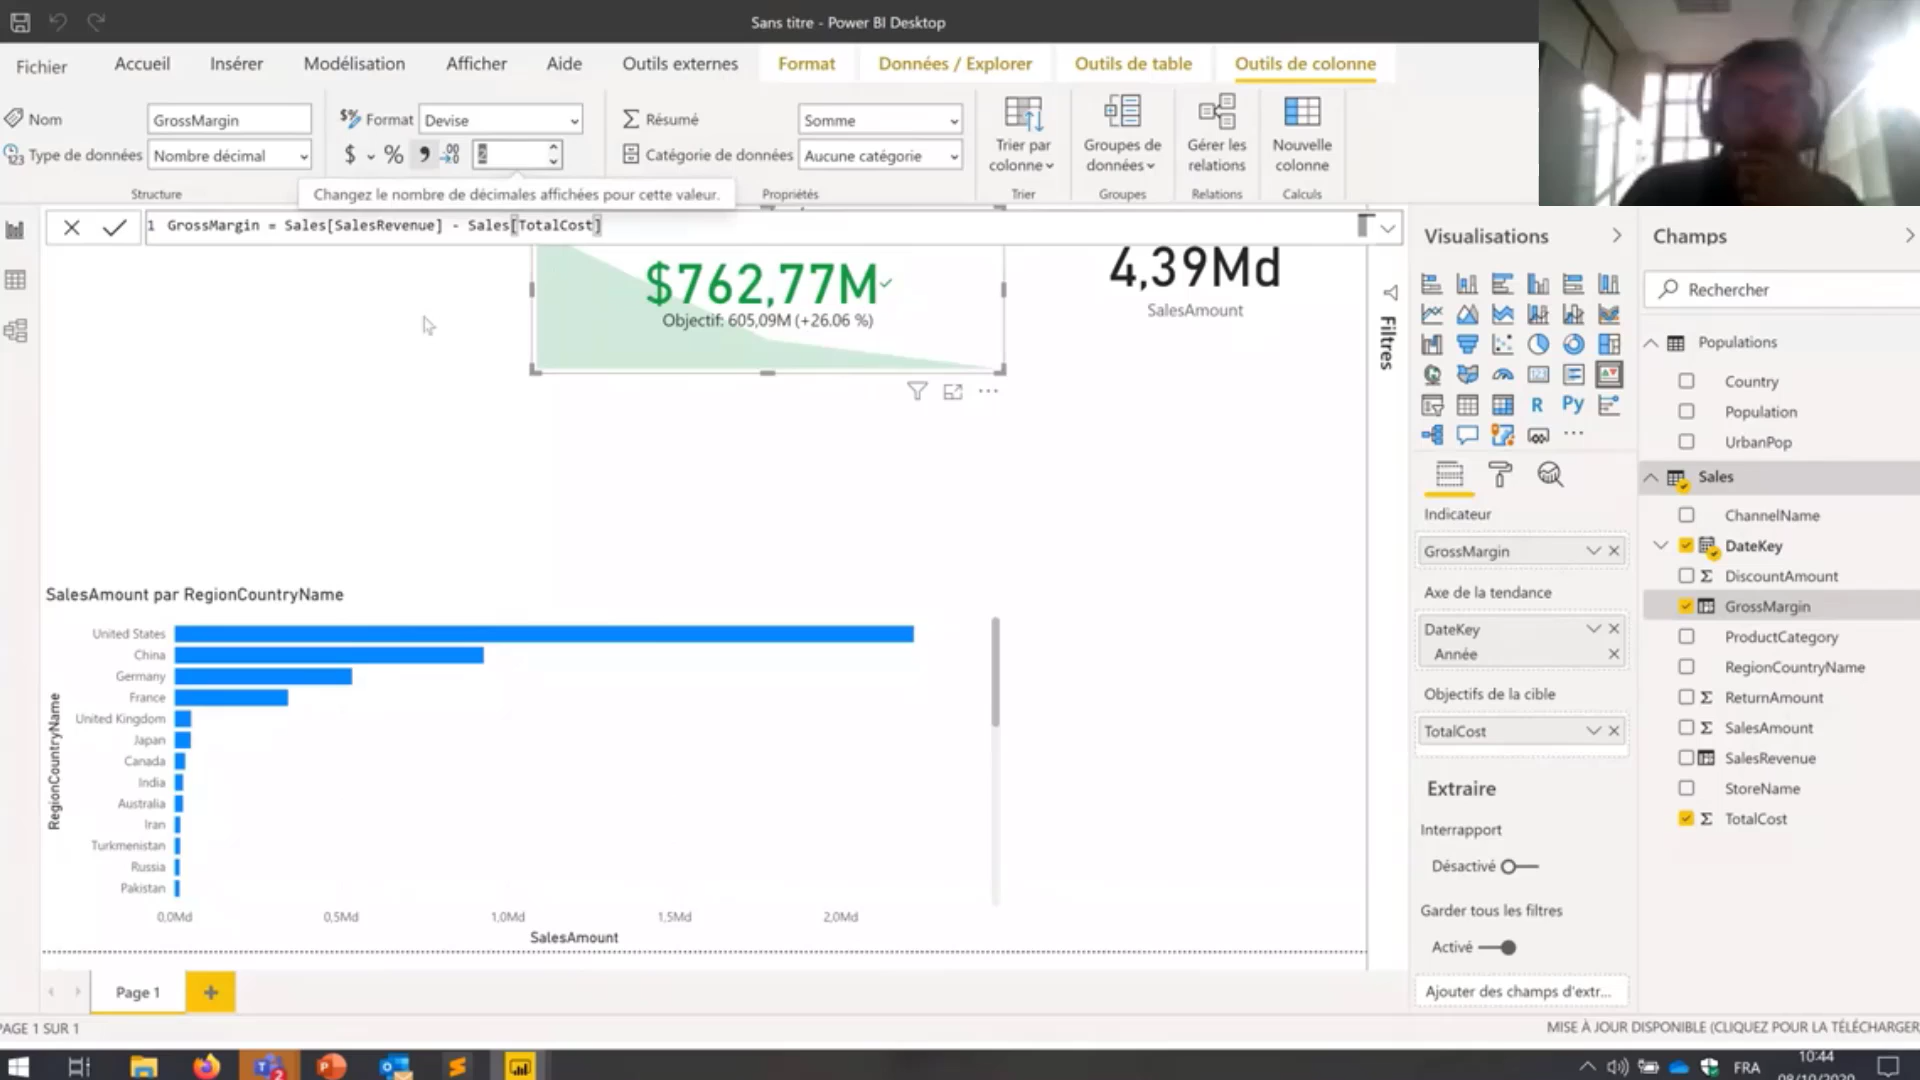 Sans titre - Power BI Desktop
Fichier
Accueil
Insérer
Modélisation
Afficher
Aide
Outils externes
Format
Données / Explorer
Outils de table
Outils de colonne
Nom
GrossMargin
Type de données
Nombre décimal
Structure
Format
Devise
$
%
Changez le nombre de décimales affichées pour cette valeur.
Résumé
Somme
Catégorie de données
Aucune catégorie
Propriétés
Trier par
colonne
Trier
Groupes de
données
Groupes
Gérer les
relations
Relations
Nouvelle
colonne
Calculs
1 GrossMargin = Sales[SalesRevenue] - Sales[TotalCost]
$762,77M
Objectif: 605,09M (+26.06 %)
4,39Md
SalesAmount
SalesAmount par RegionCountryName
RegionCountryName
United States
China
Germany
France
United Kingdom
Japan
Canada
India
Australia
Iran
Turkmenistan
Russia
Pakistan
0,0Md
0,5Md
1,0Md
1,5Md
2,0Md
SalesAmount
Filtres
Visualisations
R
Py
Indicateur
GrossMargin
Axe de la tendance
DateKey
Année
Objectifs de la cible
TotalCost
Extraire
Interrapport
Désactivé
Garder tous les filtres
Activé
Ajouter des champs d'extr...
Champs
Rechercher
Populations
Country
Population
UrbanPop
Sales
ChannelName
DateKey
DiscountAmount
GrossMargin
ProductCategory
RegionCountryName
ReturnAmount
SalesAmount
SalesRevenue
StoreName
TotalCost
Page 1
PAGE 1 SUR 1
MISE À JOUR DISPONIBLE (CLIQUEZ POUR LA TÉLÉCHARGER
FRA
10:44
08/10/2020